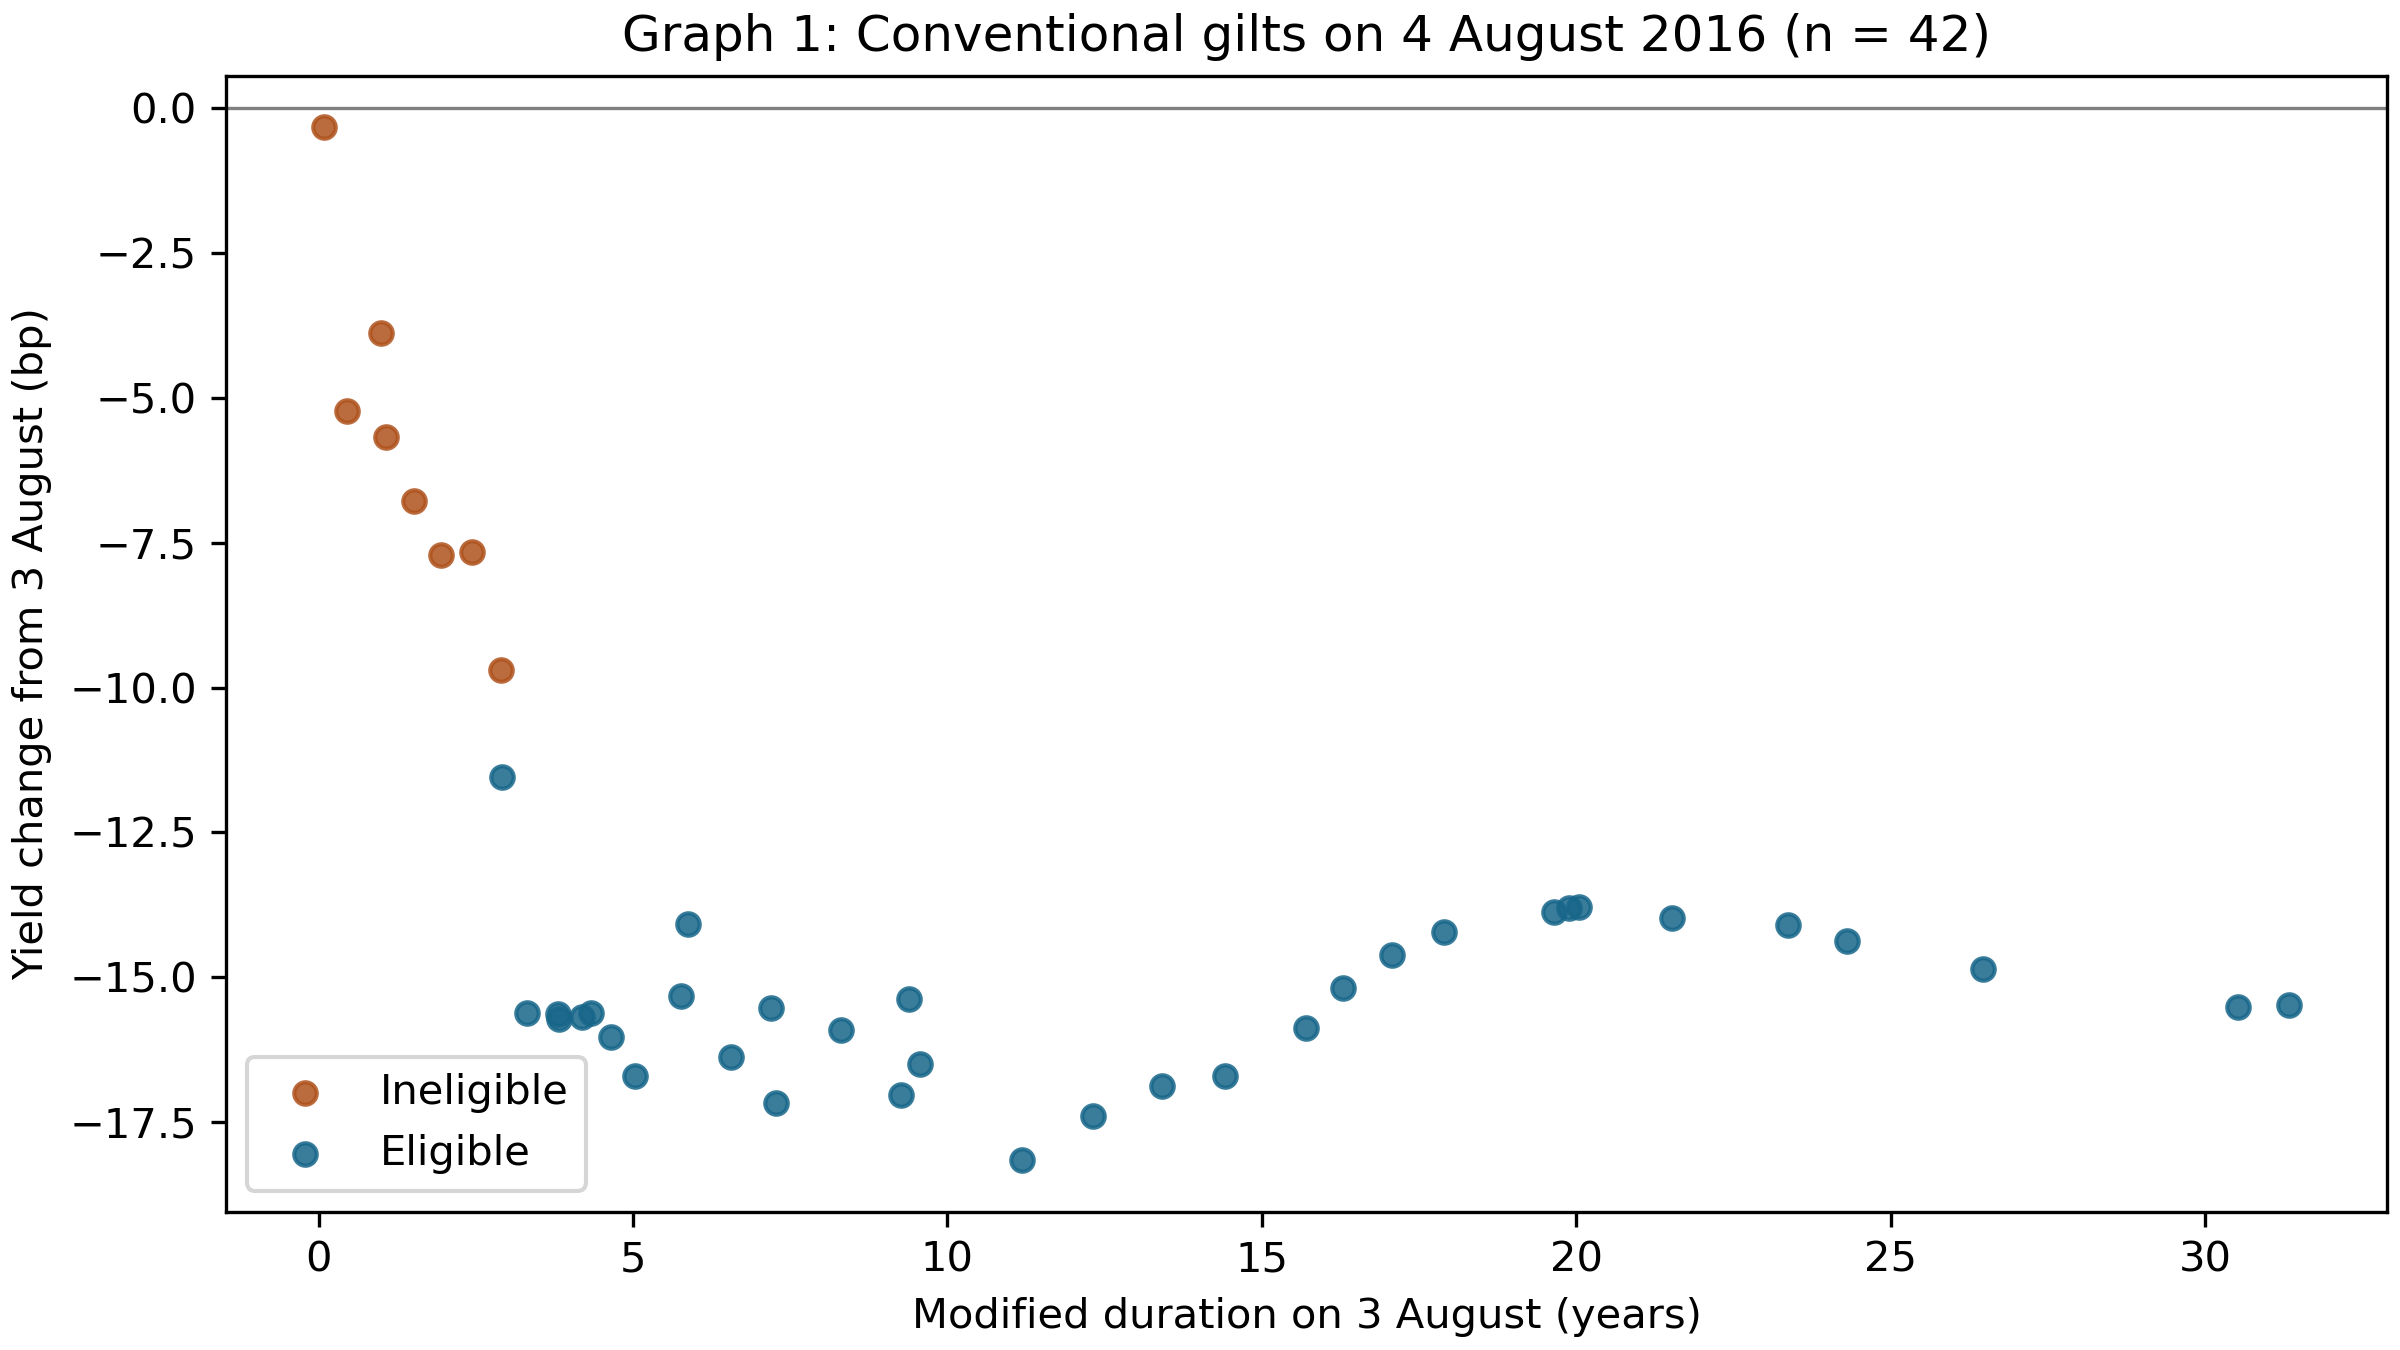 Graph 1: Conventional gilts on 4 August 2016 (n = 42)
Yield change from 3 August (bp)
0.0
−2.5
−5.0
−7.5
−10.0
−12.5
−15.0
−17.5
Ineligible
Eligible
0 5 10 15 20 25 30
Modified duration on 3 August (years)